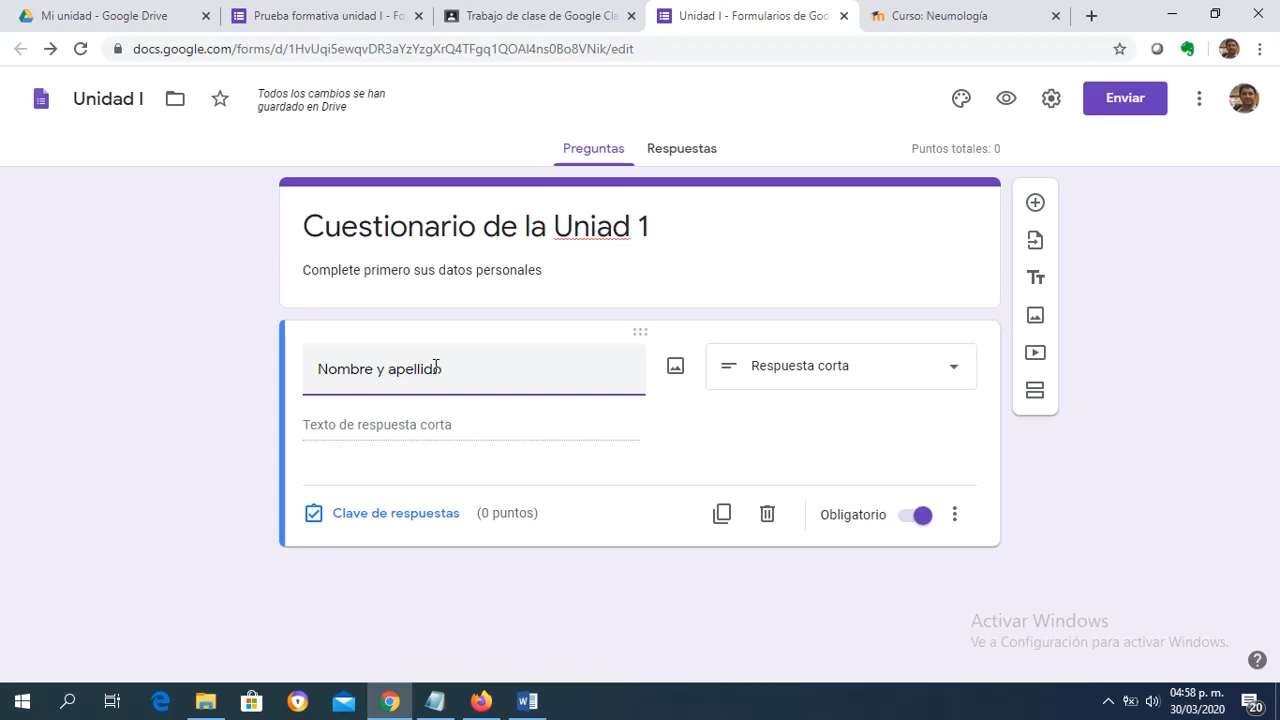 Mi unidad - Google Drive
Prueba formativa unidad I - F
Trabajo de clase de Google Cla
Unidad I - Formularios de Goo
Curso: Neumología
docs.google.com/forms/d/1HvUqi5ewqvDR3aYzYzgXrQ4TFgq1QOAl4ns0Bo8VNik/edit
Unidad I
Todos los cambios se han
guardado en Drive
Enviar
Preguntas
Respuestas
Puntos totales: 0
Cuestionario de la Uniad 1
Complete primero sus datos personales
Nombre y apellido
Respuesta corta
Texto de respuesta corta
Clave de respuestas
(0 puntos)
Obligatorio
Activar Windows
Ve a Configuración para activar Windows.
04:58 p. m.
30/03/2020
20